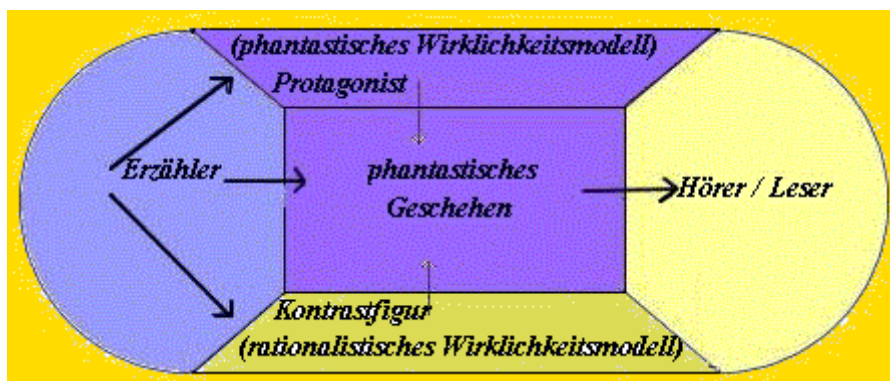 (phantastisches Wirklichkeitsmodell)
Protagonist
Erzähler
phantastisches
Geschehen
Hörer / Leser
Kontrastfigur
(rationalistisches Wirklichkeitsmodell)